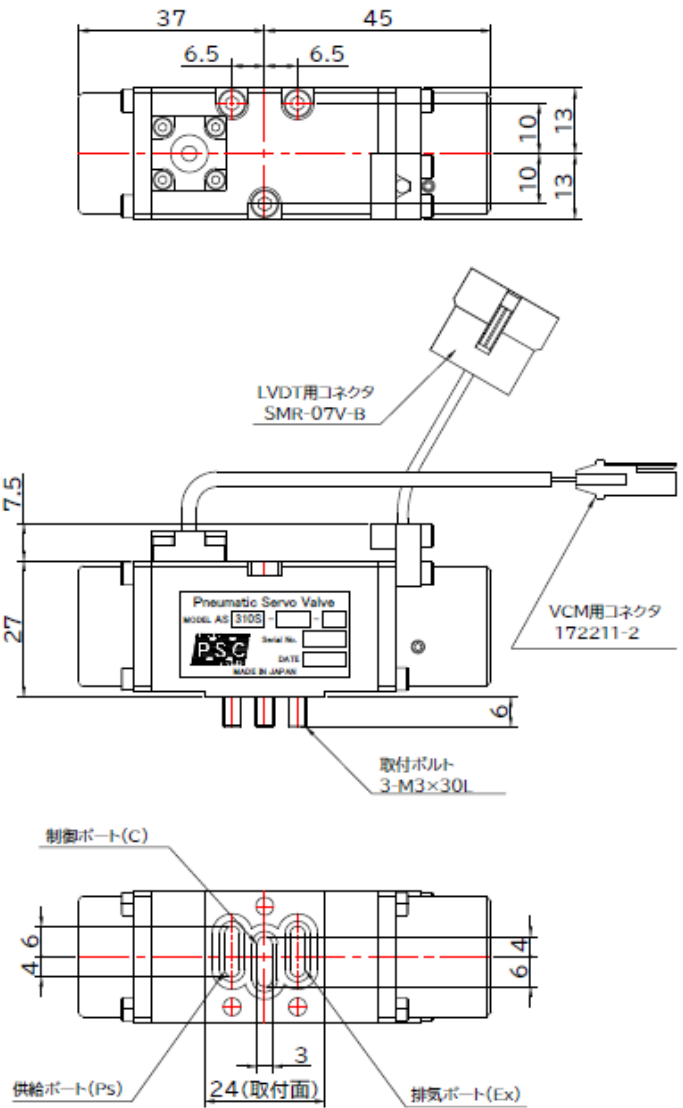 37
45
6.5
6.5
10
13
10
13
LVDT用コネクタ
SMR-07V-B
7.5
27
Pneumatic Servo Valve
MODEL AS 310S - -
Serial No.
PSC
DATE
MADE IN JAPAN
VCM用コネクタ
172211-2
6
取付ボルト
3-M3×30L
制御ポート(C)
6
4
4
6
3
供給ポート(Ps)
24(取付面)
排気ポート(Ex)